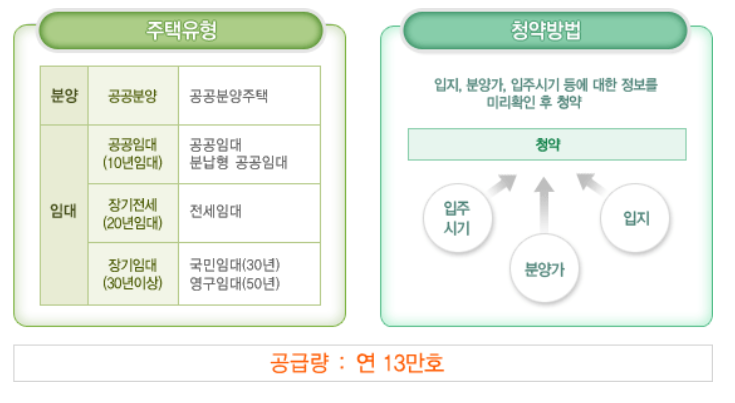 주택유형
분양
공공분양
공공분양주택
임대
공공임대
(10년임대)
공공임대
분납형 공공임대
장기전세
(20년임대)
전세임대
장기임대
(30년이상)
국민임대(30년)
영구임대(50년)
청약방법
입지, 분양가, 입주시기 등에 대한 정보를
미리확인 후 청약
청약
입주
시기
분양가
입지
공급량 : 연 13만호